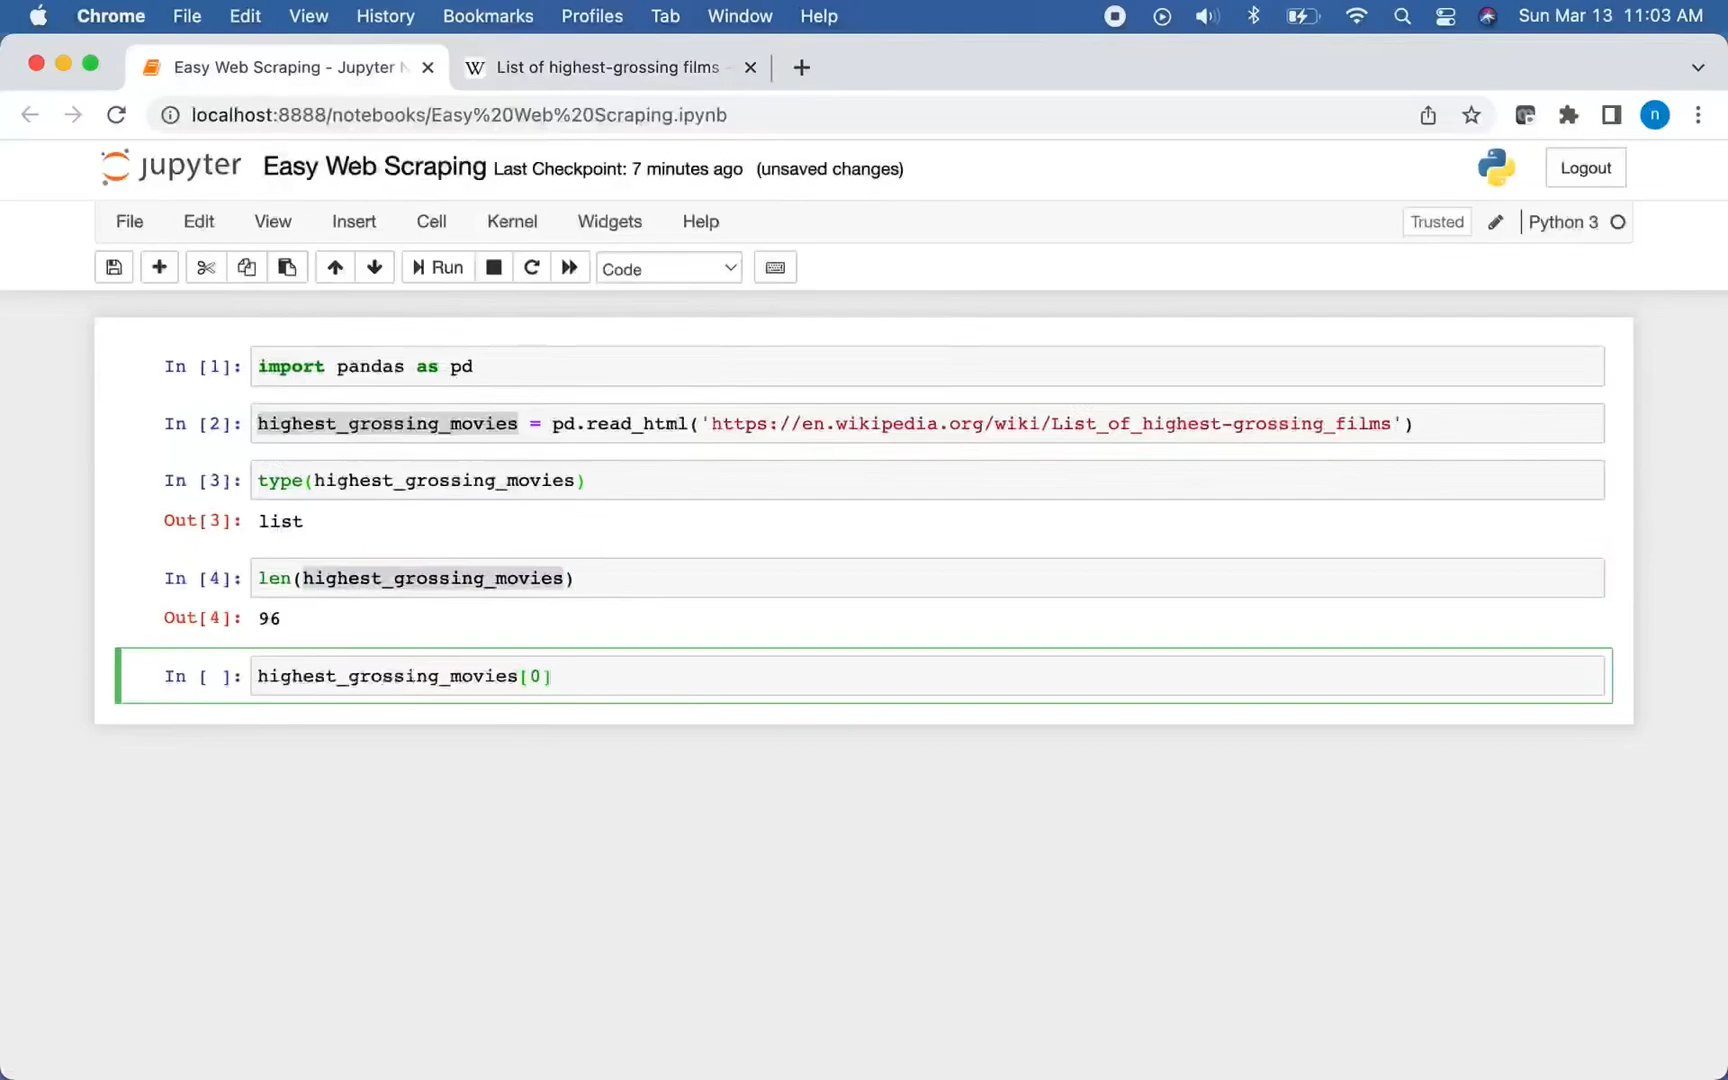 Chrome File Edit View History Bookmarks Profiles Tab Window Help Sun Mar 13 11:03 AM
Easy Web Scraping - Jupyter List of highest-grossing films
localhost:8888/notebooks/Easy%20Web%20Scraping.ipynb n
jupyter Easy Web Scraping Last Checkpoint: 7 minutes ago (unsaved changes) Logout
File Edit View Insert Cell Kernel Widgets Help Trusted Python 3
Run Code
In [1]: import pandas as pd
In [2]: highest_grossing_movies = pd.read_html('https://en.wikipedia.org/wiki/List_of_highest-grossing_films')
In [3]: type(highest_grossing_movies)
Out[3]: list
In [4]: len(highest_grossing_movies)
Out[4]: 96
In [ ]: highest_grossing_movies[0]